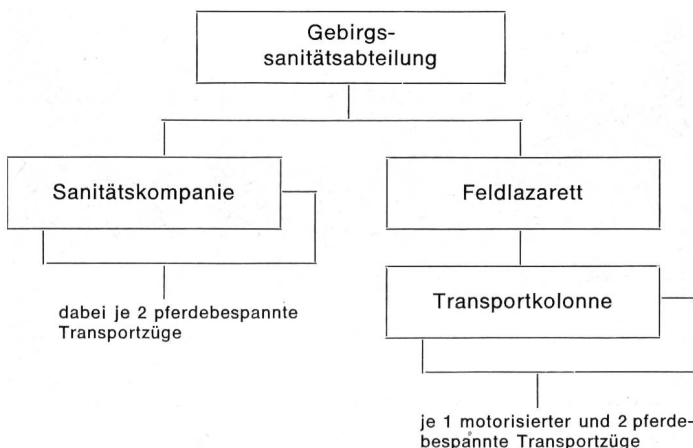 Gebirgs-
sanitätsabteilung
Sanitätskompanie
Feldlazarett
Transportkolonne
dabei je 2 pferdebespannte
Transportzüge
je 1 motorisierter und 2 pferde-
bespannte Transportzüge